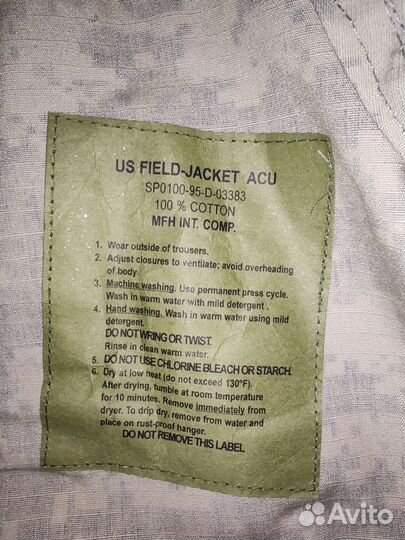 US FIELD-JACKET ACU
SP0100-95-D-03383
100 % COTTON
MFH INT. COMP.
1. Wear outside of trousers.
2. Adjust closures to ventilate; avoid overheading
of body
3. Machine washing. Use permanent press cycle.
Wash in warm water with mild detergent .
4. Hand washing. Wash in warm water using mild
detergent.
DO NOT WRING OR TWIST.
Rinse in clean warm water.
5. DO NOT USE CHLORINE BLEACH OR STARCH.
6. Dry at low heat (do not exceed 130°F).
After drying, tumble at room temperature
for 10 minutes. Remove immediately from
dryer. To drip dry, remove from water and
place on rust-proof hanger.
DO NOT REMOVE THIS LABEL
Avito